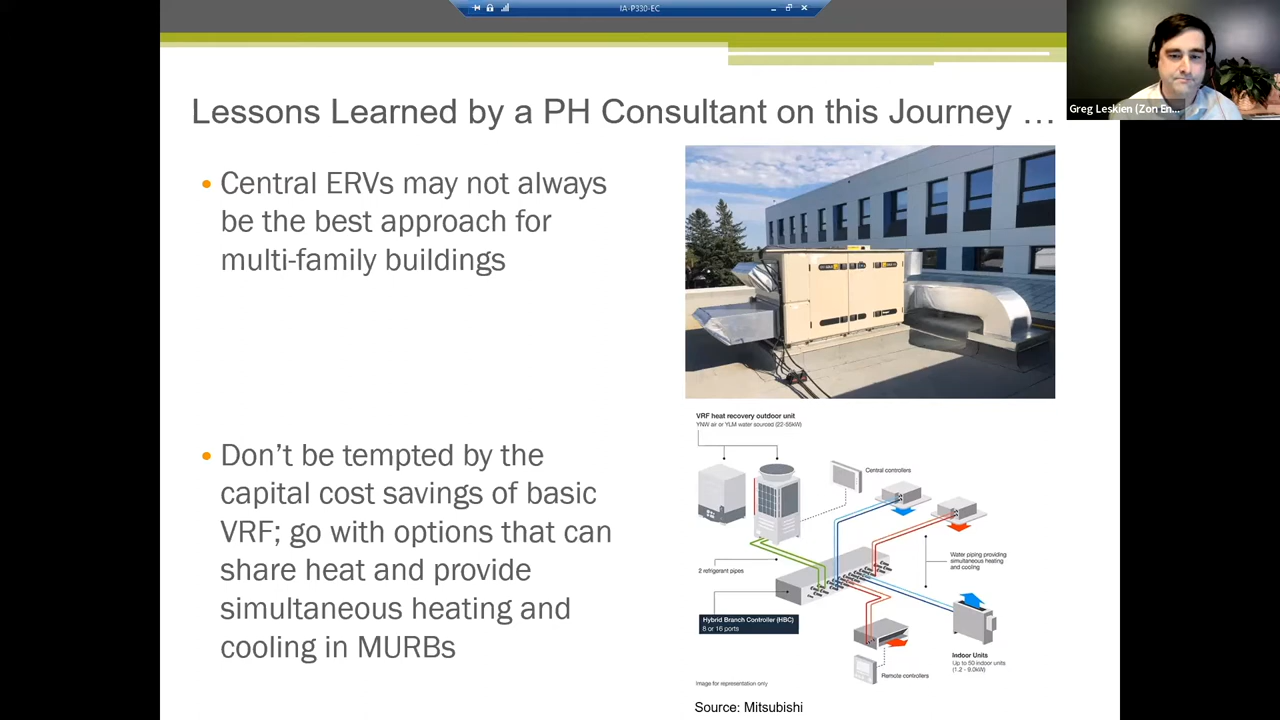 IA-P330-EC
Greg Leskien (Zon En...
Lessons Learned by a PH Consultant on this Journey …
• Central ERVs may not always
be the best approach for
multi-family buildings
• Don’t be tempted by the
capital cost savings of basic
VRF; go with options that can
share heat and provide
simultaneous heating and
cooling in MURBs
VRF heat recovery outdoor unit
YNW air or YLM water sourced (22-55kW)
Central controllers
2 refrigerant pipes
Water piping providing
simultaneous heating
and cooling
Hybrid Branch Controller (HBC)
8 or 16 ports
Indoor Units
Up to 50 indoor units
(1.2 - 9.0kW)
Remote controllers
Image for representation only
Source: Mitsubishi